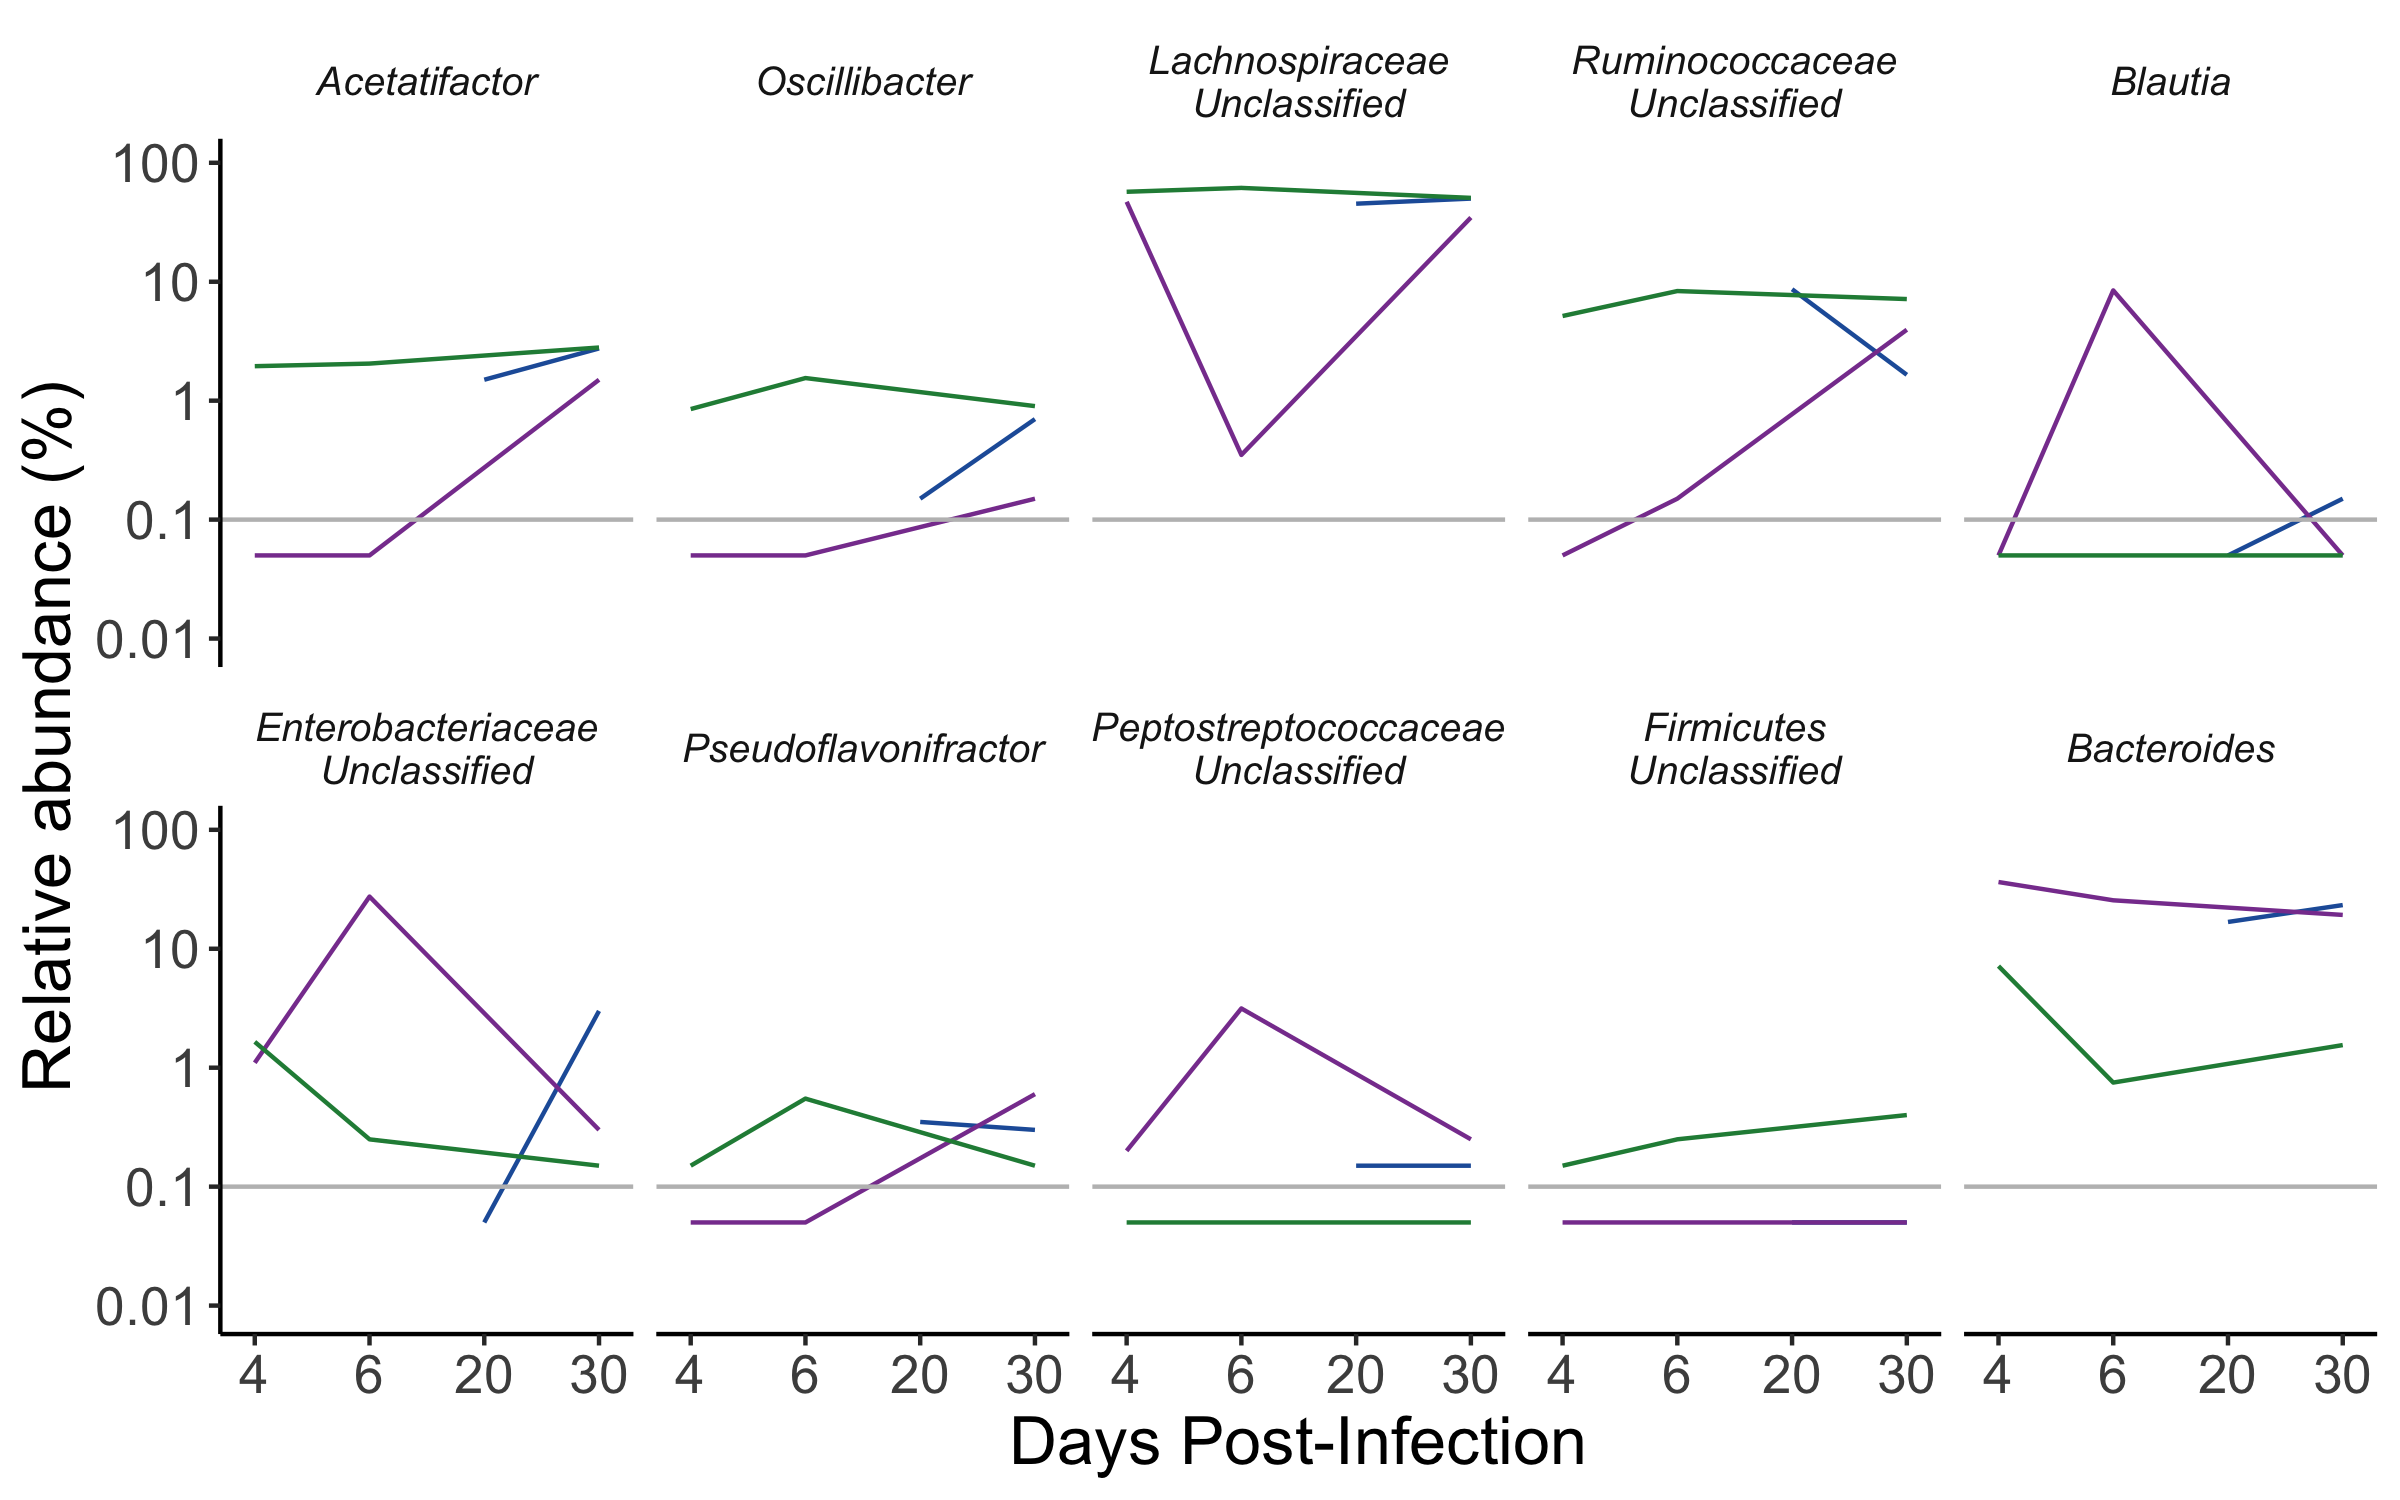 Acetatifactor
Oscillibacter
Lachnospiraceae
Unclassified
Ruminococcaceae
Unclassified
Blautia
100
10
1
0.1
0.01
Relative abundance (%)
Enterobacteriaceae
Unclassified
Pseudoflavonifractor
Peptostreptococcaceae
Unclassified
Firmicutes
Unclassified
Bacteroides
100
10
1
0.1
0.01
4 6 20 30 4 6 20 30 4 6 20 30 4 6 20 30 4 6 20 30
Days Post-Infection